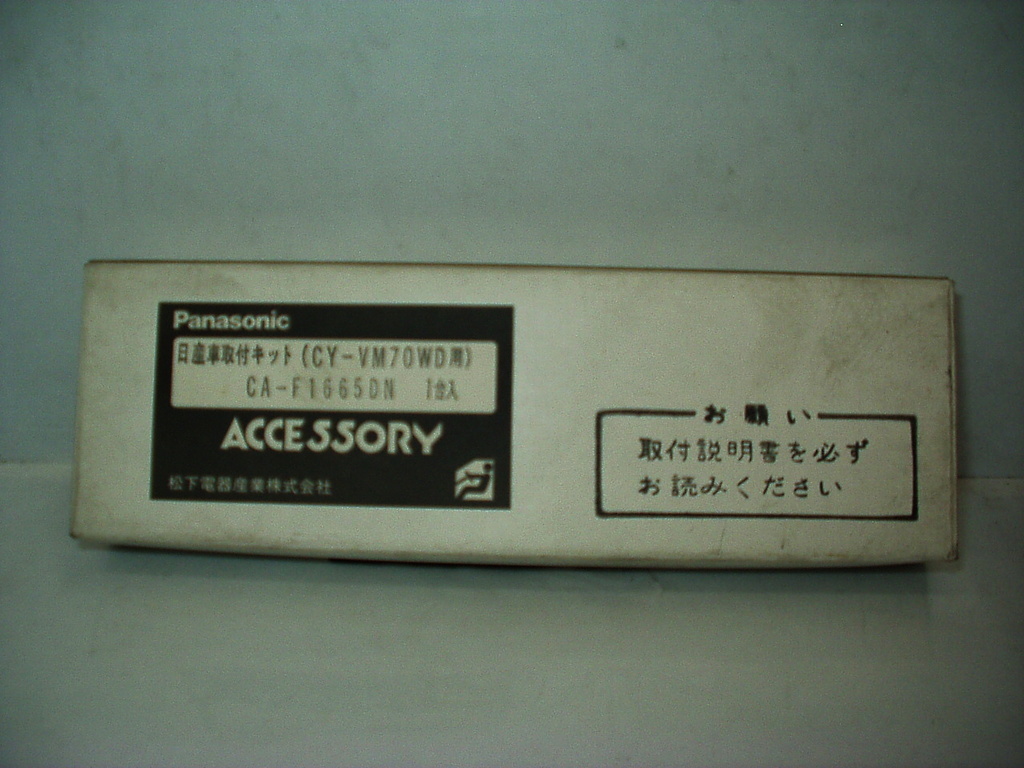 Panasonic
日産車取付キット(CY-VM70WD用)
CA-F1665DN 1台入
ACCESSORY
松下電器産業株式会社
お願い
取付説明書を必ず
お読みください